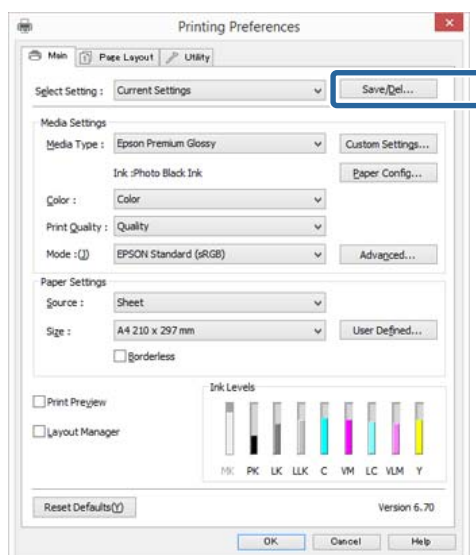 Printing Preferences
Main Page Layout Utility
Select Setting : Current Settings Save/Del...
Media Settings
Media Type : Epson Premium Glossy Custom Settings...
Ink :Photo Black Ink Paper Config...
Color : Color
Print Quality : Quality
Mode :(J) EPSON Standard (sRGB) Advanced...
Paper Settings
Source : Sheet
Size : A4 210 x 297 mm User Defined...
Borderless
Ink Levels
Print Preview
Layout Manager
MK PK LK LLK C VM LC VLM Y
Reset Defaults(Y) Version 6.70
OK Cancel Help